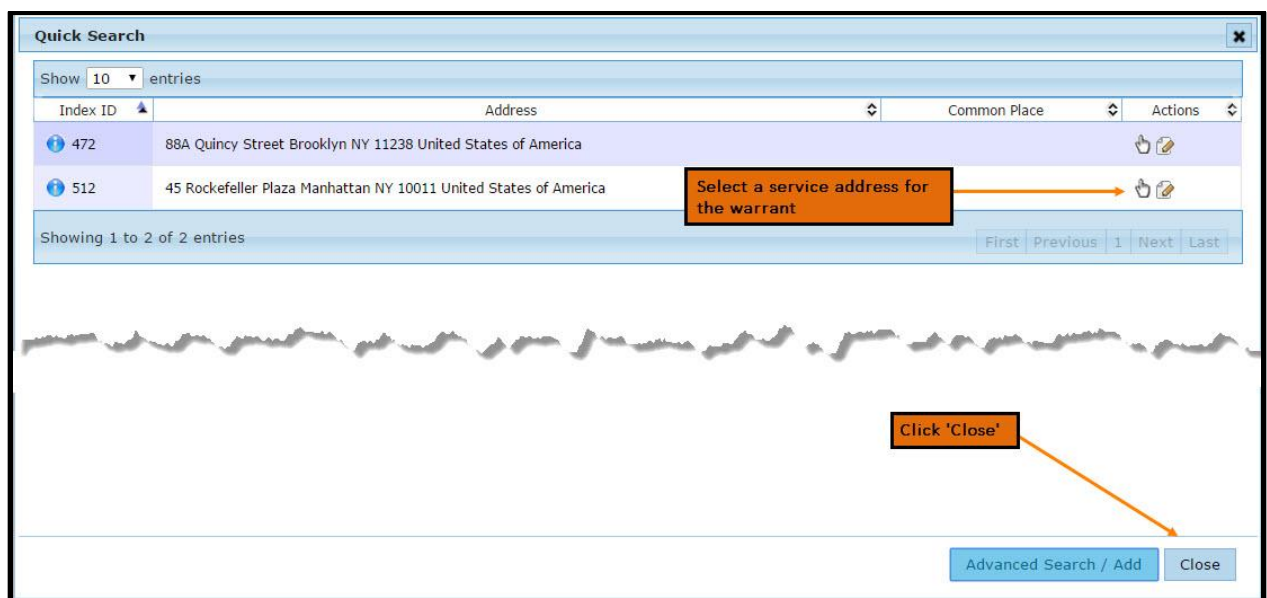 Quick Search
Show 10 entries
Index ID Address Common Place Actions
472 88A Quincy Street Brooklyn NY 11238 United States of America
512 45 Rockefeller Plaza Manhattan NY 10011 United States of America
Select a service address for
the warrant
Showing 1 to 2 of 2 entries
First Previous 1 Next Last
Click 'Close'
Advanced Search / Add Close